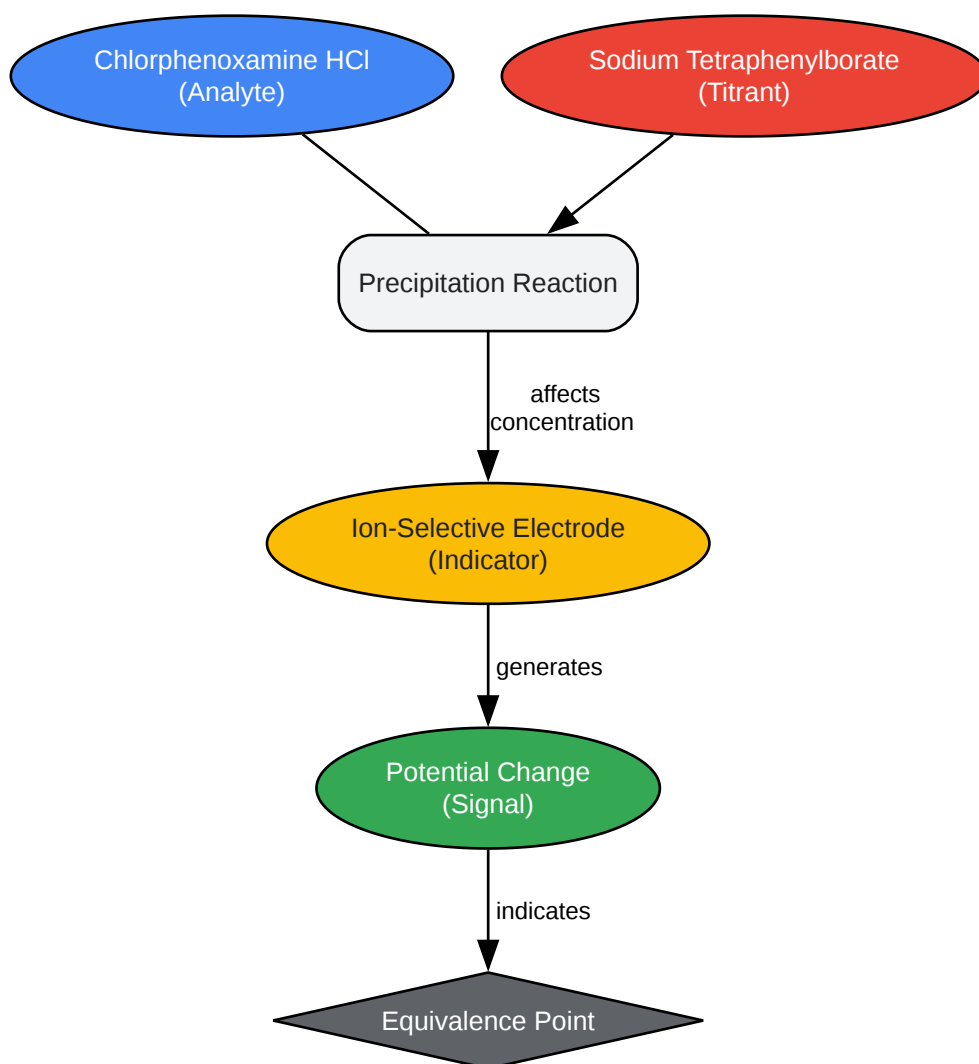 Chlorphenoxamine HCl
(Analyte)
Sodium Tetraphenylborate
(Titrant)
Precipitation Reaction
affects
concentration
Ion-Selective Electrode
(Indicator)
generates
Potential Change
(Signal)
indicates
Equivalence Point